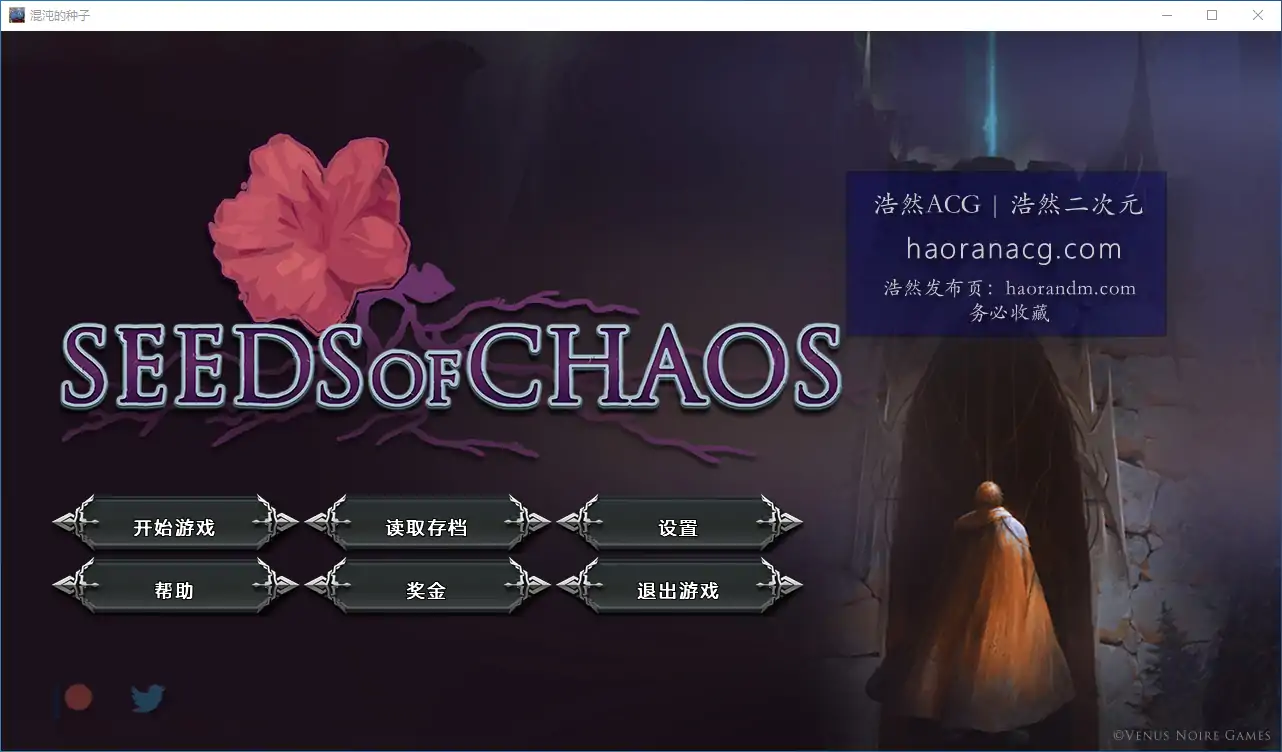 混沌的种子
SEEDS OF CHAOS
浩然ACG | 浩然二次元
haoranacg.com
浩然发布页：haorandm.com
务必收藏
开始游戏
读取存档
设置
帮助
奖金
退出游戏
©VENUS NOIRE GAMES